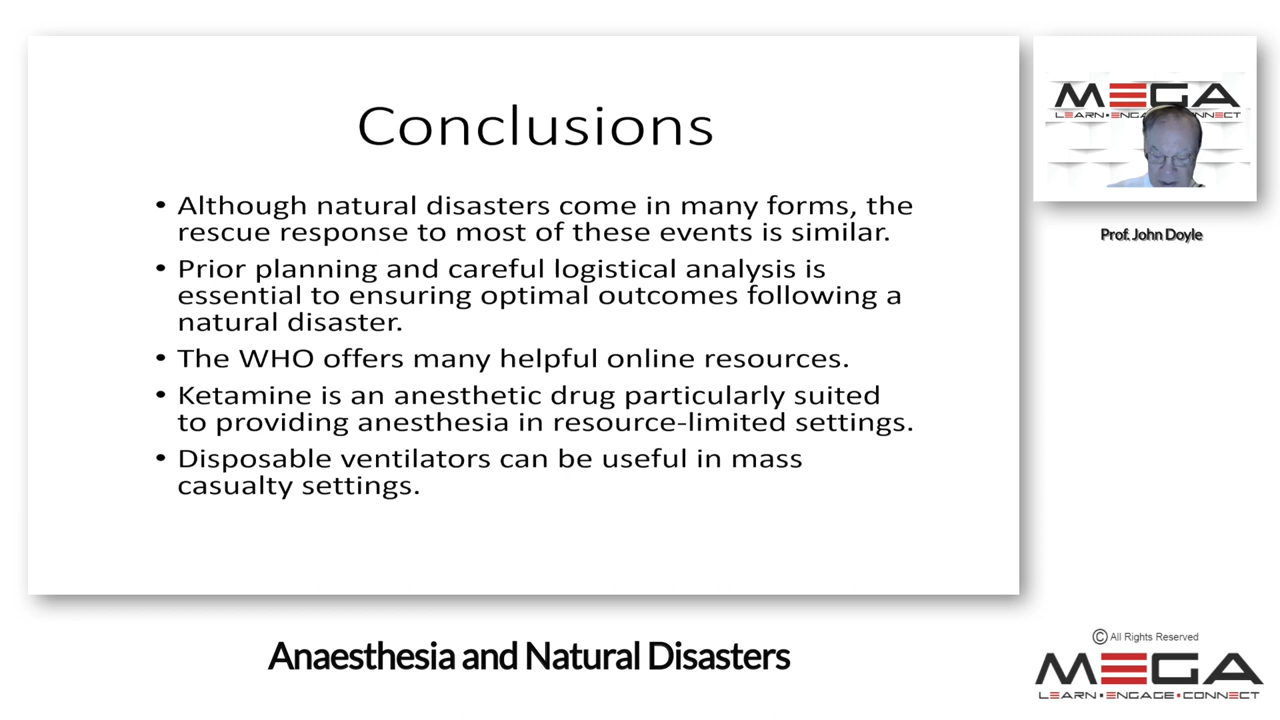 Conclusions
• Although natural disasters come in many forms, the
rescue response to most of these events is similar.
• Prior planning and careful logistical analysis is
essential to ensuring optimal outcomes following a
natural disaster.
• The WHO offers many helpful online resources.
• Ketamine is an anesthetic drug particularly suited
to providing anesthesia in resource-limited settings.
• Disposable ventilators can be useful in mass
casualty settings.
MEGA
LEARN•ENG NNECT
Prof. John Doyle
Anaesthesia and Natural Disasters
© All Rights Reserved
MEGA
LEARN•ENGAGE•CONNECT